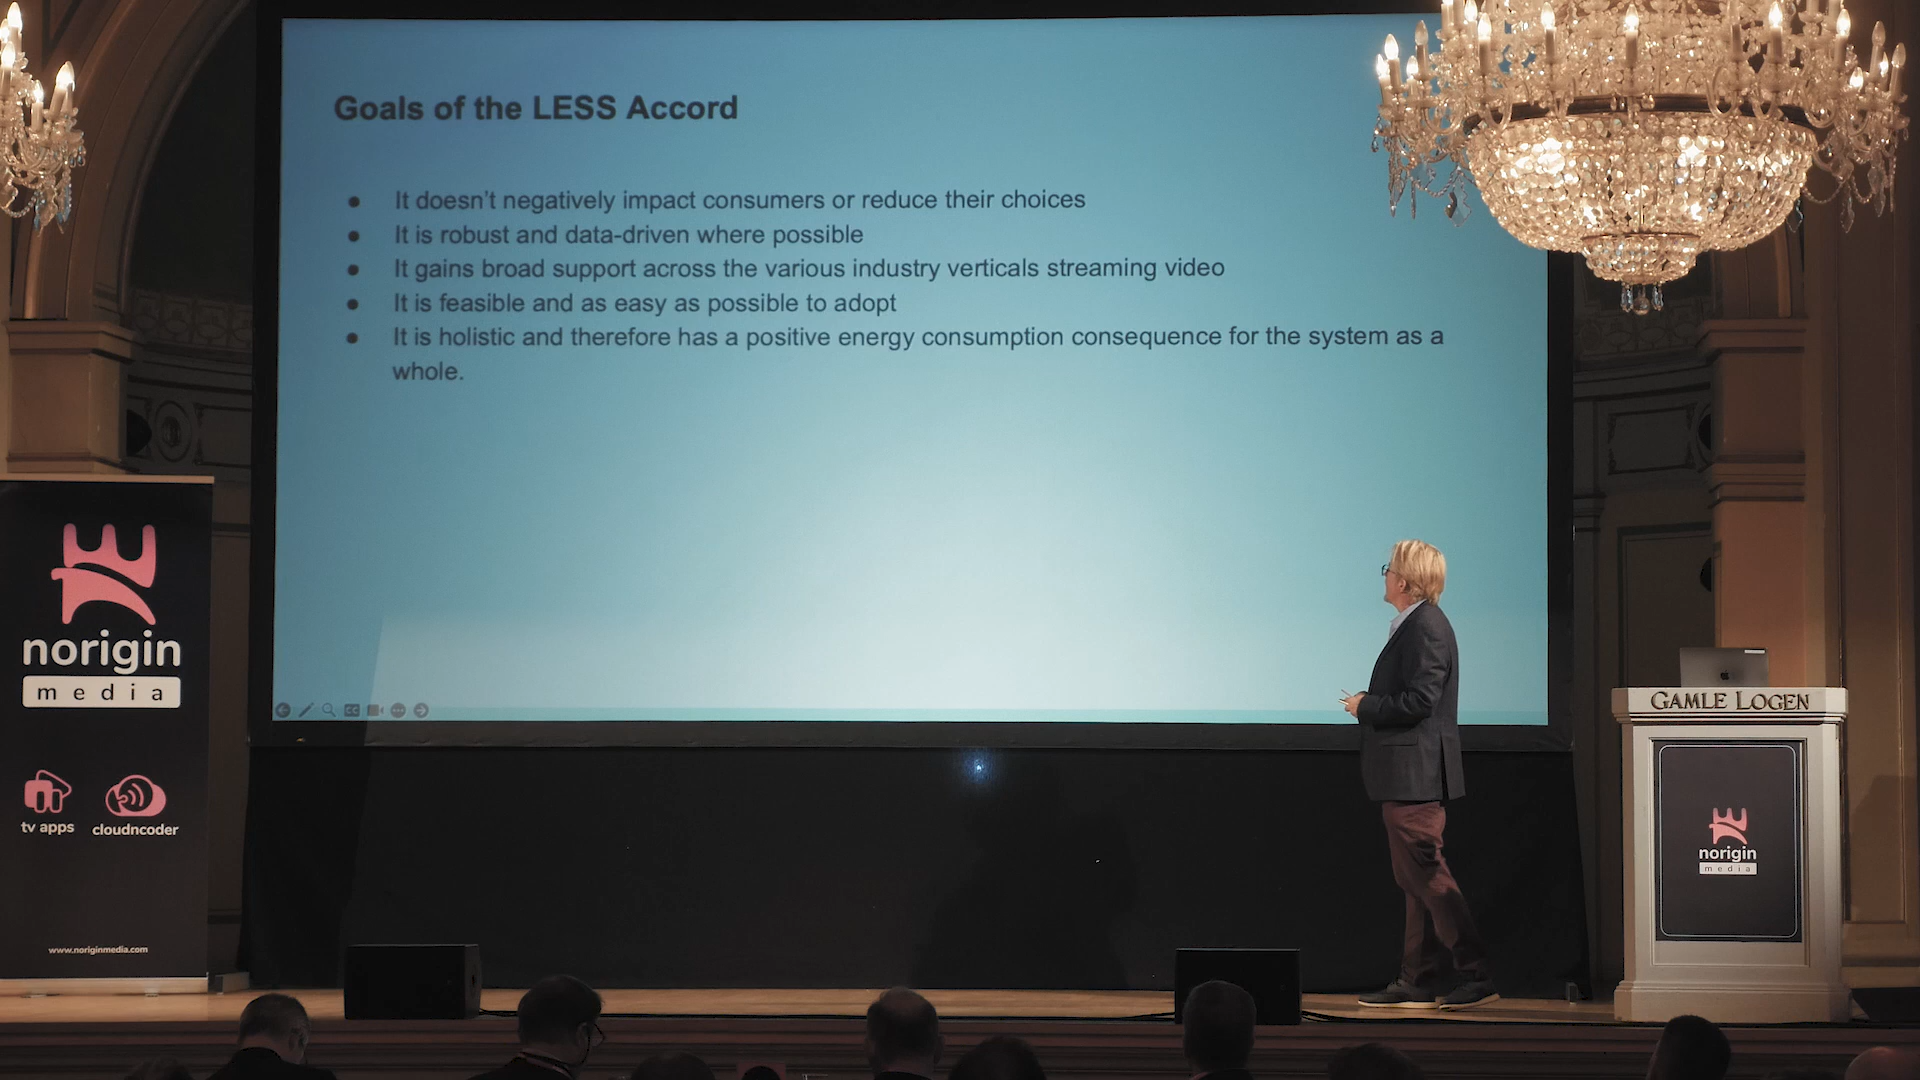 Goals of the LESS Accord
● It doesn't negatively impact consumers or reduce their choices
● It is robust and data-driven where possible
● It gains broad support across the various industry verticals streaming video
● It is feasible and as easy as possible to adopt
● It is holistic and therefore has a positive energy consumption consequence for the system as a
whole.
CC
norigin
media
tv apps
cloudncoder
www.noriginmedia.com
GAMLE LOGEN
norigin
media